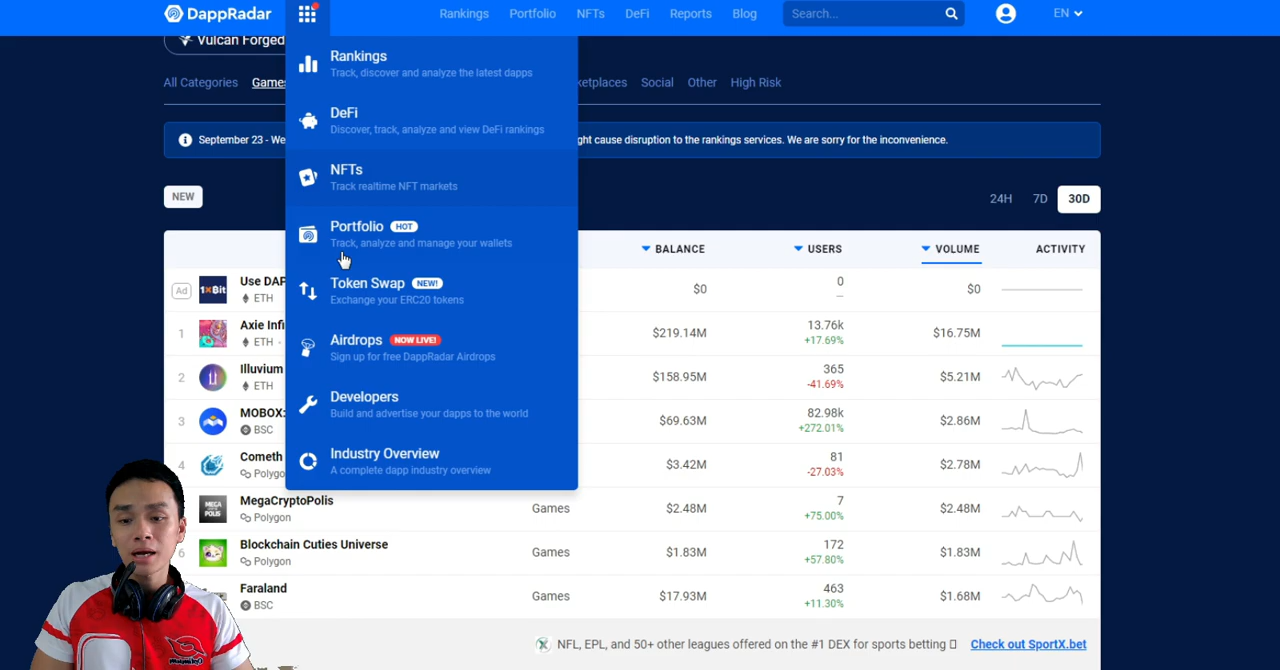 DappRadar
Rankings
Portfolio
NFTs
DeFi
Reports
Blog
Search...
EN
Vulcan Forged
All Categories
Games
ketplaces
Social
Other
High Risk
September 23 - We
ght cause disruption to the rankings services. We are sorry for the inconvenience.
NEW
24H
7D
30D
Rankings
Track, discover and analyze the latest dapps
DeFi
Discover, track, analyze and view DeFi rankings
NFTs
Track realtime NFT markets
Portfolio HOT
Track, analyze and manage your wallets
Token Swap NEW!
Exchange your ERC20 tokens
Airdrops NOW LIVE!
Sign up for free DappRadar Airdrops
Developers
Build and advertise your dapps to the world
Industry Overview
A complete dapp industry overview
BALANCE
USERS
VOLUME
ACTIVITY
Ad
1xBit
Use DAP
ETH
$0
0
–
$0
1
Axie Infi
ETH -
$219.14M
13.76k
+17.69%
$16.75M
2
Illuvium
ETH
$158.95M
365
-41.69%
$5.21M
3
MOBOX:
BSC
$69.63M
82.98k
+272.01%
$2.86M
4
Cometh
Polygo
$3.42M
81
-27.03%
$2.78M
MEGA
POLIS
MegaCryptoPolis
Polygon
Games
$2.48M
7
+75.00%
$2.48M
6
Blockchain Cuties Universe
Polygon
Games
$1.83M
172
+57.80%
$1.83M
Faraland
BSC
Games
$17.93M
463
+11.30%
$1.68M
NFL, EPL, and 50+ other leagues offered on the #1 DEX for sports betting
Check out SportX.bet